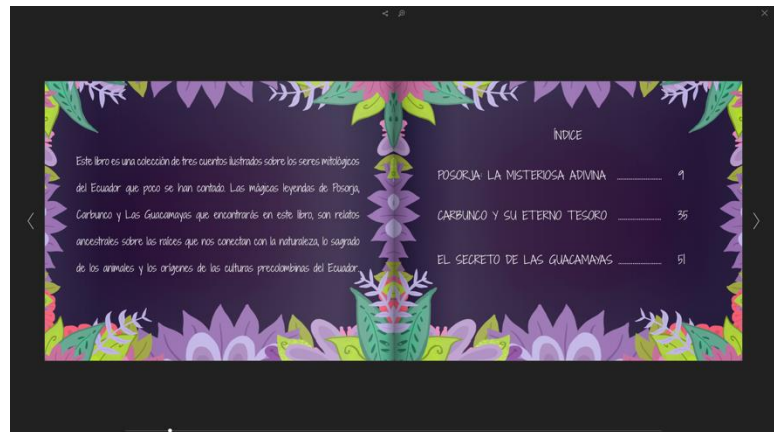 Este libro es una colección de tres cuentos ilustrados sobre los seres mitológicos
del Ecuador que poco se han contado. Las mágicas leyendas de Posorja,
Carbunco y Las Guacamayas que encontrarás en este libro, son relatos
ancestrales sobre las raíces que nos conectan con la naturaleza, lo sagrado
de los animales y los orígenes de las culturas precolombinas del Ecuador.
ÍNDICE
POSORJA: LA MISTERIOSA ADIVINA ........................ 9
CARBUNCO Y SU ETERNO TESORO ........................ 35
EL SECRETO DE LAS GUACAMAYAS ........................ 51